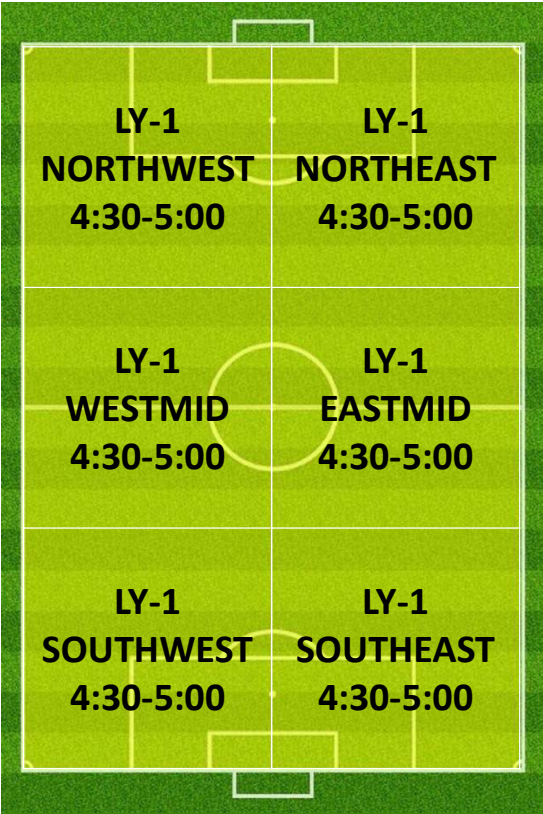 LY-1
NORTHWEST
4:30-5:00
LY-1
NORTHEAST
4:30-5:00
LY-1
WESTMID
4:30-5:00
LY-1
EASTMID
4:30-5:00
LY-1
SOUTHWEST
4:30-5:00
LY-1
SOUTHEAST
4:30-5:00